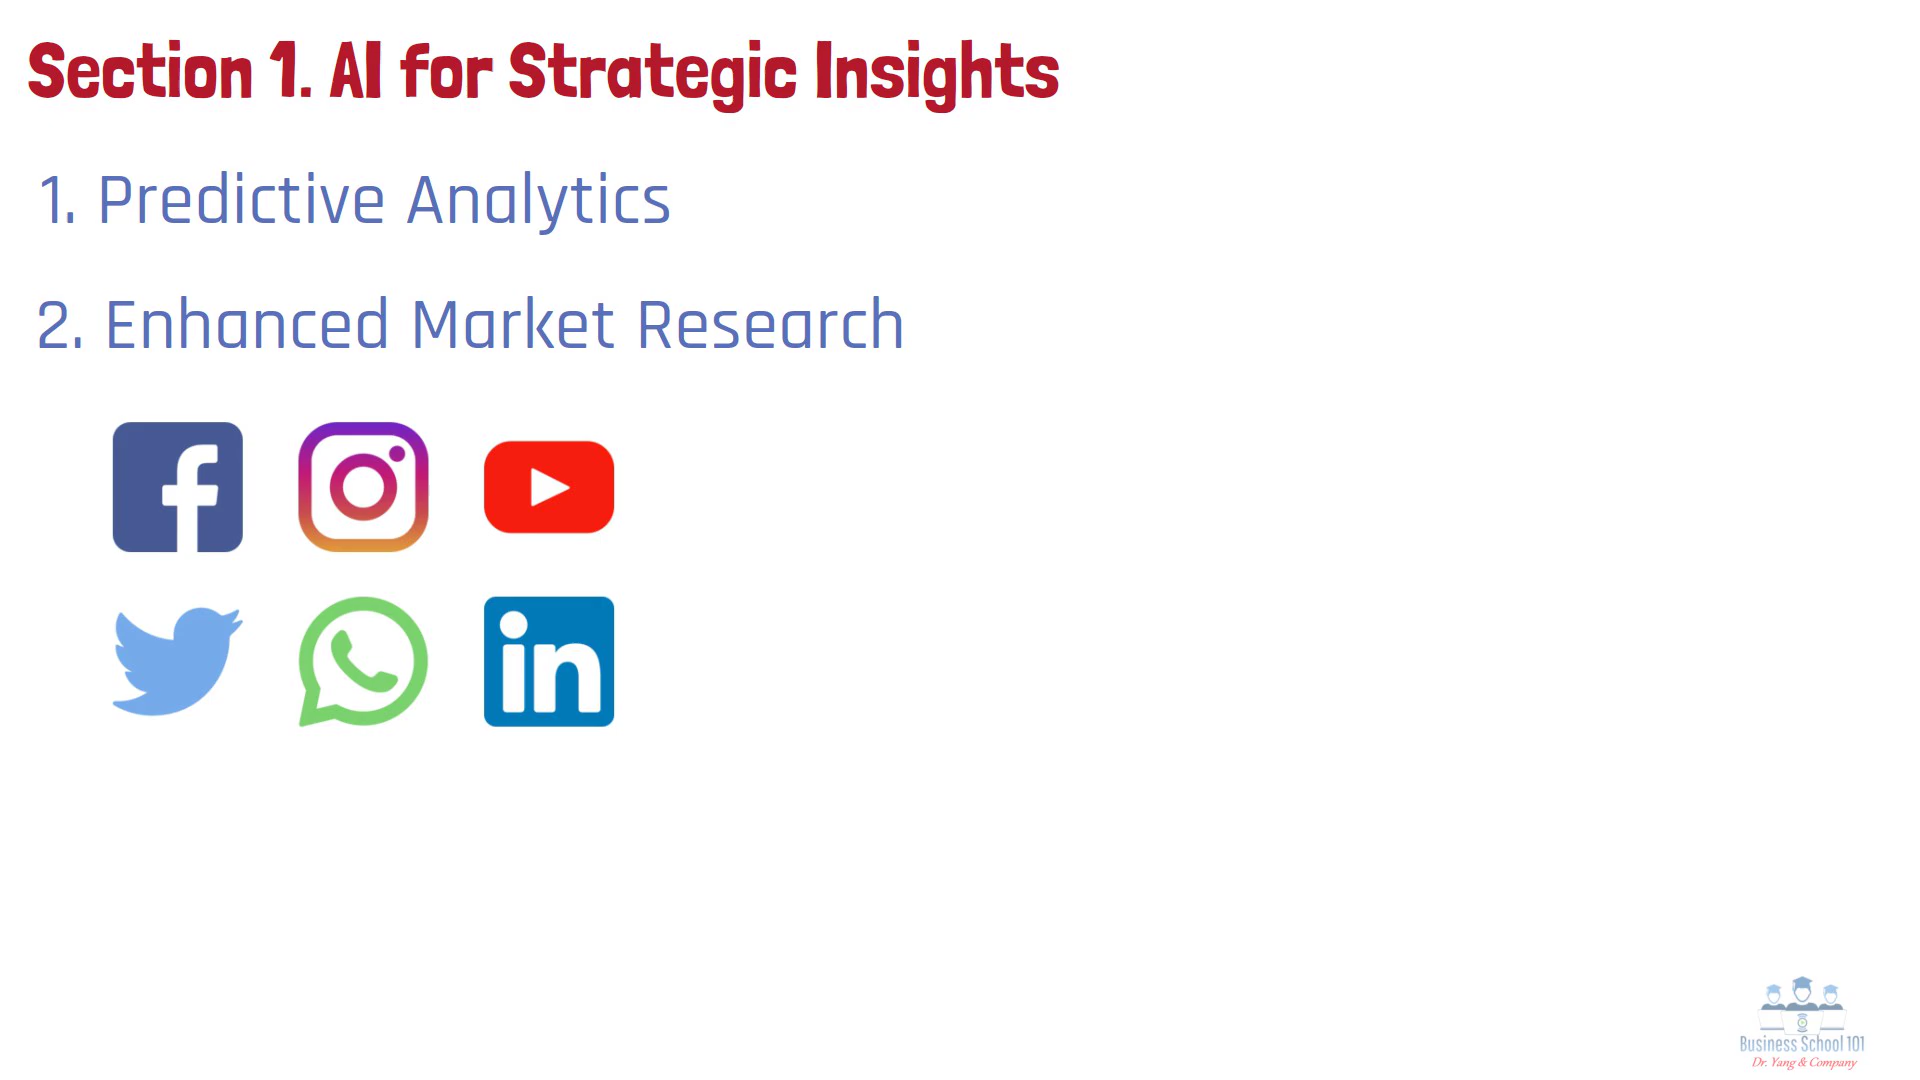 Section 1. AI for Strategic Insights
1. Predictive Analytics
2. Enhanced Market Research
f
in
Business School 101
Dr. Yang & Company